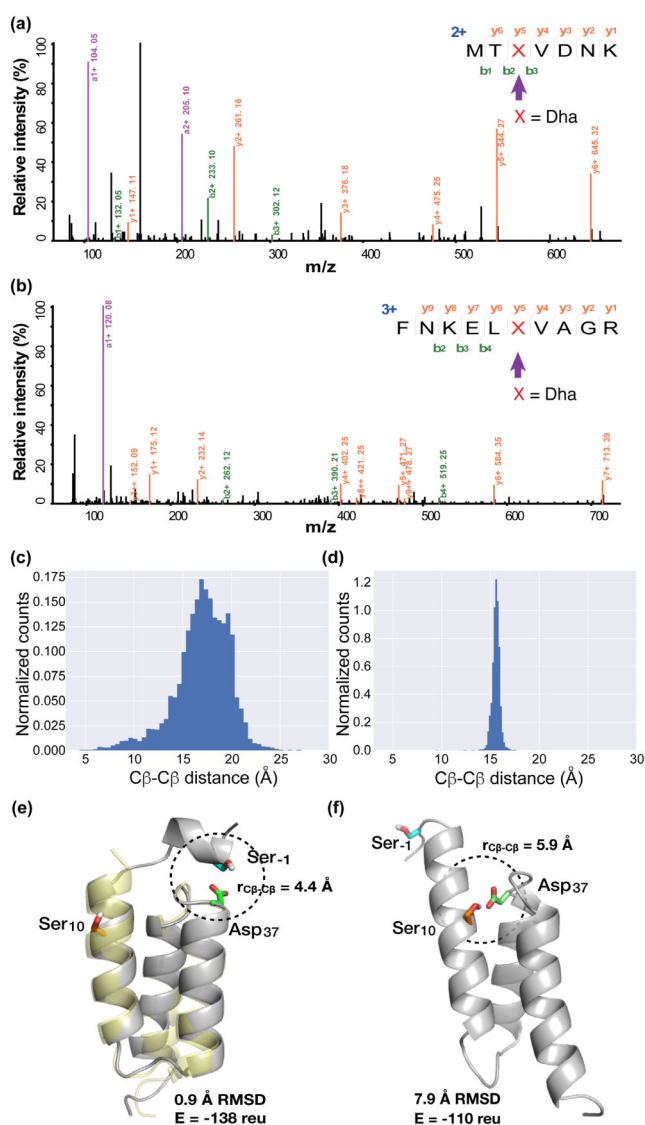 (a)
Relative intensity (%)
100
80
60
40
20
0
a1+ 104.05
b1+ 132.05
y1+ 147.11
a2+ 205.10
b2+ 233.10
y2+ 261.16
b3+ 302.12
y3+ 376.18
y4+ 475.25
y5+ 544.27
y6+ 645.32
2+
y6 y5 y4 y3 y2 y1
M T X V D N K
b1 b2 b3
X = Dha
100 200 300 400 500 600
m/z
(b)
Relative intensity (%)
100
80
60
40
20
0
a1+ 120.08
152.09
y1+ 175.12
y2+ 232.14
b2+ 262.12
b3+ 390.21
y4+ 402.25
y8++ 421.25
y5+ 471.27
y9++ 478.27
b4+ 519.25
y6+ 584.35
y7+ 713.39
3+
y9 y8 y7 y6 y5 y4 y3 y2 y1
F N K E L X V A G R
b2 b3 b4
X = Dha
100 200 300 400 500 600 700
m/z
(c)
Normalized counts
0.175
0.150
0.125
0.100
0.075
0.050
0.025
0.000
5 10 15 20 25 30
Cβ-Cβ distance (Å)
(d)
Normalized counts
1.2
1.0
0.8
0.6
0.4
0.2
0.0
5 10 15 20 25 30
Cβ-Cβ distance (Å)
(e)
Ser-1
rCβ-Cβ = 4.4 Å
Asp37
Ser10
0.9 Å RMSD
E = -138 reu
(f)
Ser-1
rCβ-Cβ = 5.9 Å
Asp37
Ser10
7.9 Å RMSD
E = -110 reu